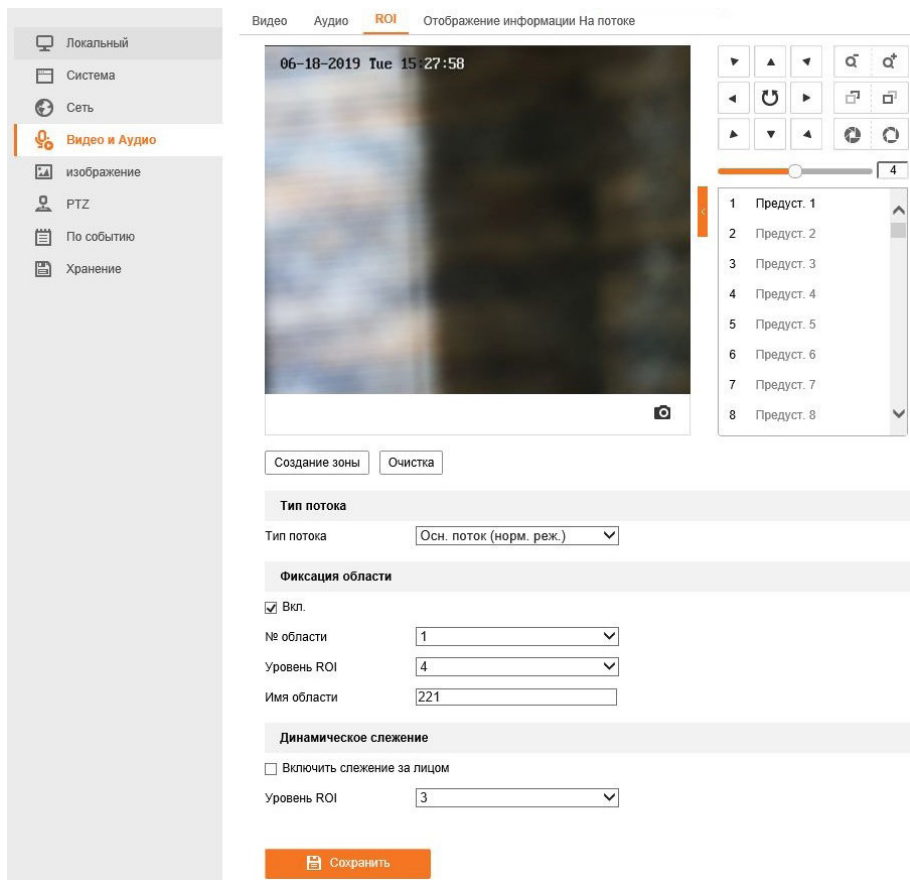 Видео Аудио ROI Отображение информации На потоке
Локальный
Система
Сеть
Видео и Аудио
изображение
PTZ
По событию
Хранение
06-18-2019 Tue 15:27:58
4
1 Предуст. 1
2 Предуст. 2
3 Предуст. 3
4 Предуст. 4
5 Предуст. 5
6 Предуст. 6
7 Предуст. 7
8 Предуст. 8
Создание зоны Очистка
Тип потока
Тип потока Осн. поток (норм. реж.)
Фиксация области
Вкл.
№ области 1
Уровень ROI 4
Имя области 221
Динамическое слежение
Включить слежение за лицом
Уровень ROI 3
Сохранить